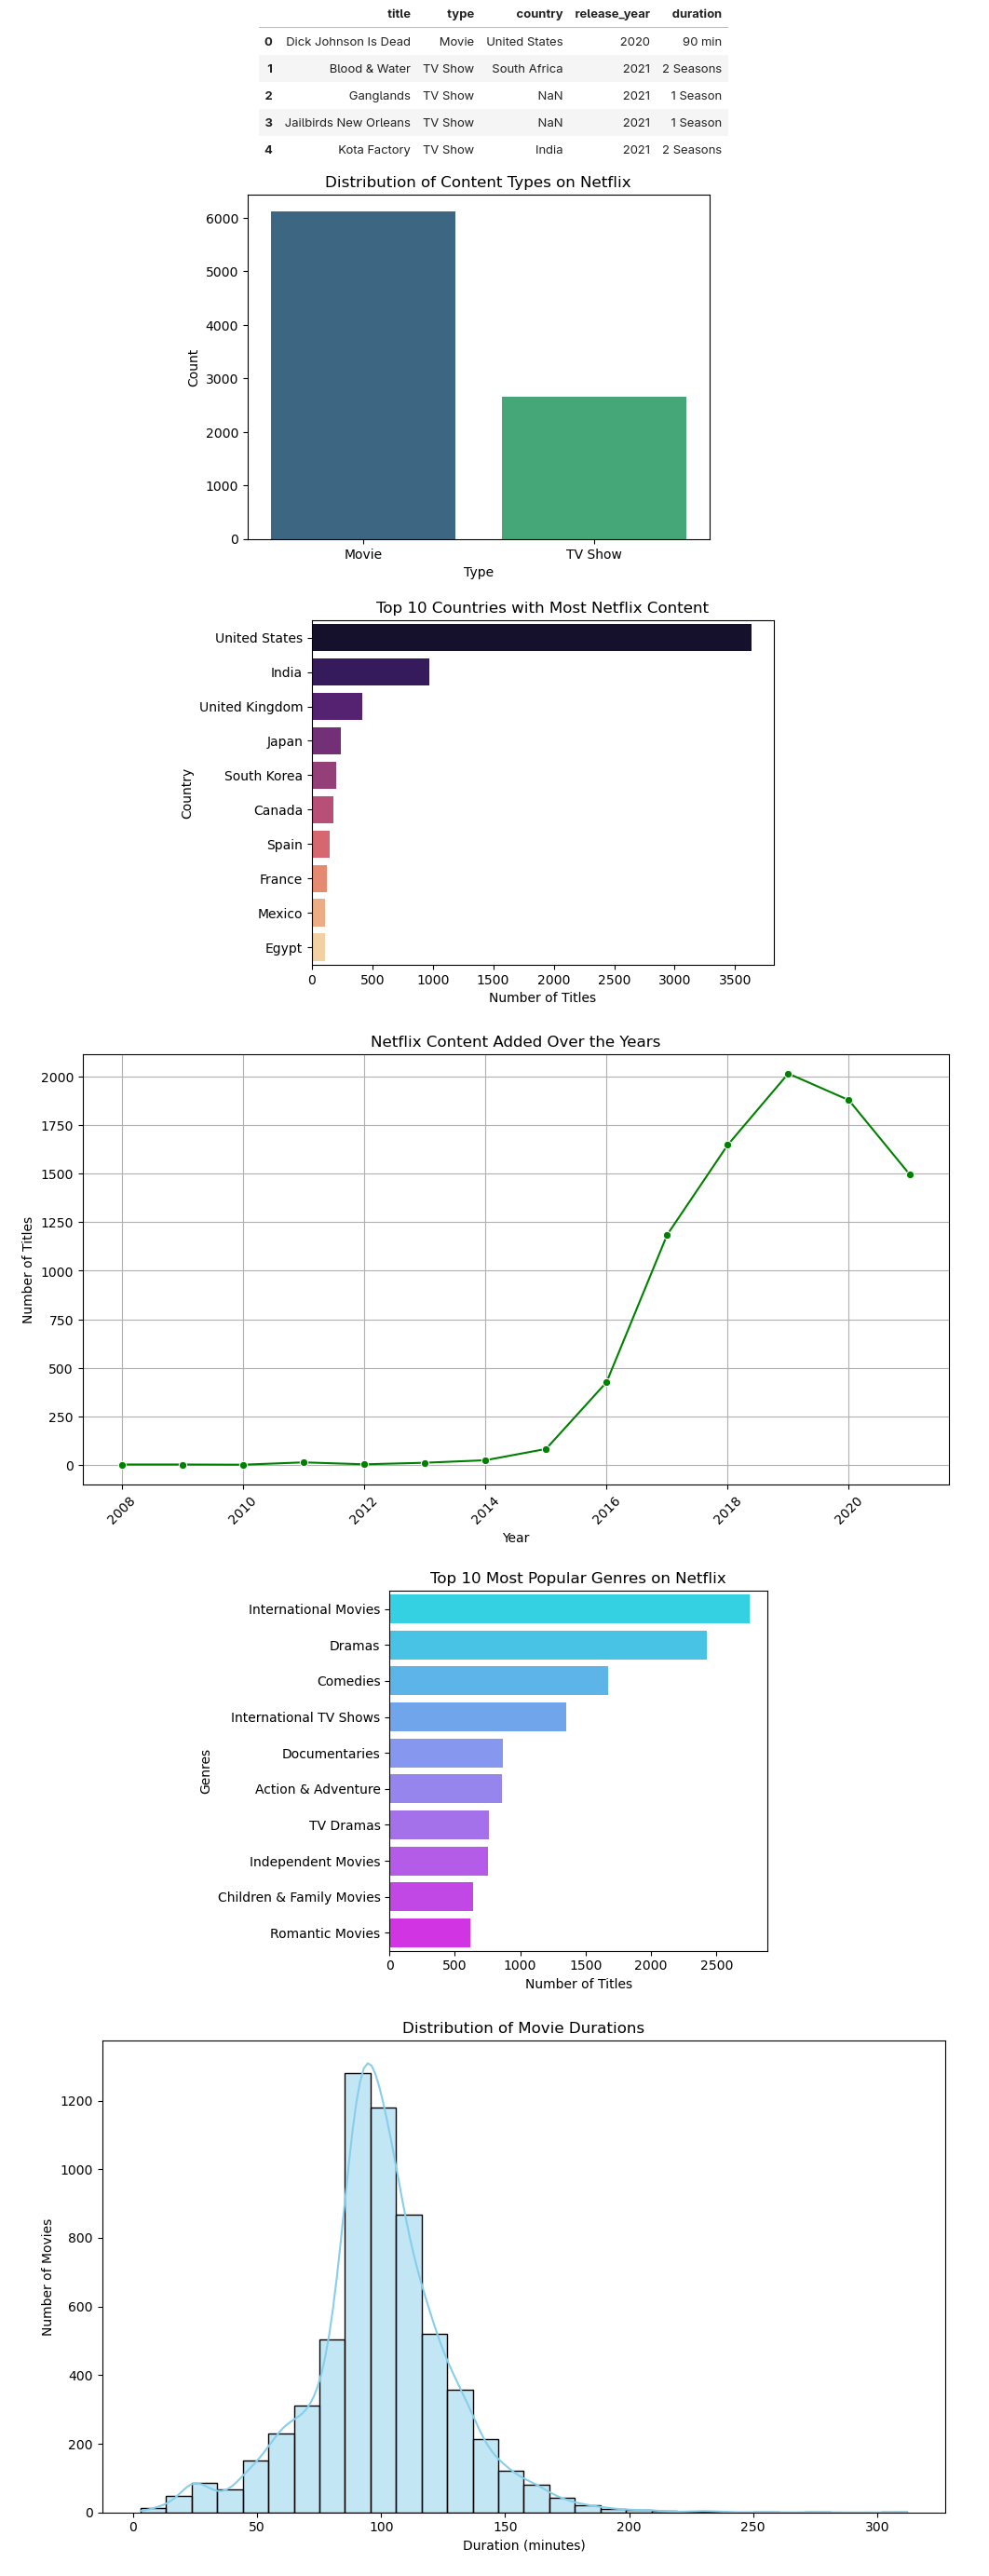 title type country release_year duration
0 Dick Johnson Is Dead Movie United States 2020 90 min
1 Blood & Water TV Show South Africa 2021 2 Seasons
2 Ganglands TV Show NaN 2021 1 Season
3 Jailbirds New Orleans TV Show NaN 2021 1 Season
4 Kota Factory TV Show India 2021 2 Seasons
Distribution of Content Types on Netflix
6000
5000
4000
3000
2000
1000
0
Count
Movie TV Show
Type
Top 10 Countries with Most Netflix Content
United States
India
United Kingdom
Japan
South Korea
Canada
Spain
France
Mexico
Egypt
Country
0 500 1000 1500 2000 2500 3000 3500
Number of Titles
Netflix Content Added Over the Years
2000
1750
1500
1250
1000
750
500
250
0
Number of Titles
2008 2010 2012 2014 2016 2018 2020
Year
Top 10 Most Popular Genres on Netflix
International Movies
Dramas
Comedies
International TV Shows
Documentaries
Action & Adventure
TV Dramas
Independent Movies
Children & Family Movies
Romantic Movies
Genres
0 500 1000 1500 2000 2500
Number of Titles
Distribution of Movie Durations
1200
1000
800
600
400
200
0
Number of Movies
0 50 100 150 200 250 300
Duration (minutes)